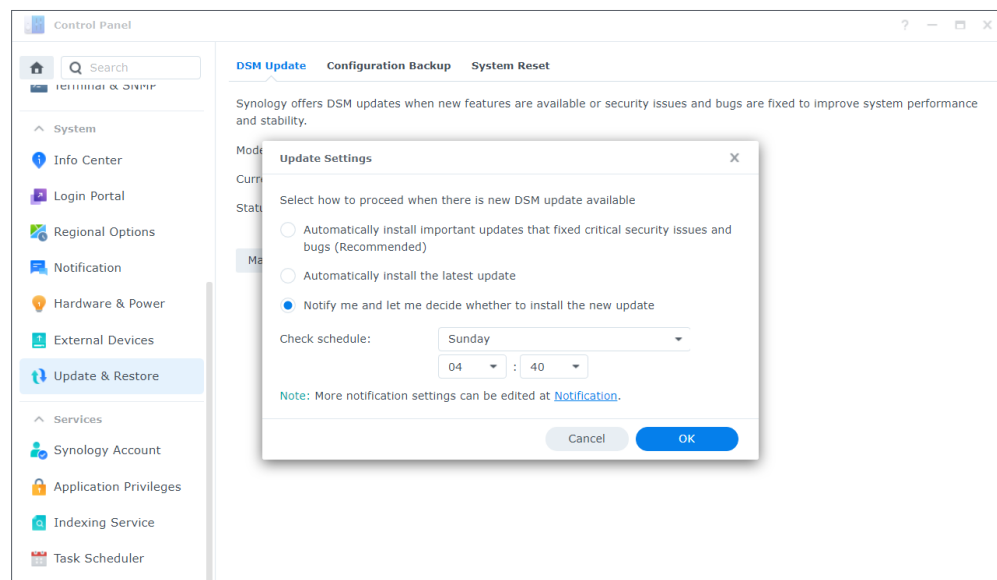 Control Panel
?
Search
Terminal & SNMP
System
Info Center
Login Portal
Regional Options
Notification
Hardware & Power
External Devices
Update & Restore
Services
Synology Account
Application Privileges
Indexing Service
Task Scheduler
DSM Update Configuration Backup System Reset
Synology offers DSM updates when new features are available or security issues and bugs are fixed to improve system performance
and stability.
Update Settings
X
Select how to proceed when there is new DSM update available
Automatically install important updates that fixed critical security issues and
bugs (Recommended)
Automatically install the latest update
Notify me and let me decide whether to install the new update
Check schedule: Sunday
04 : 40
Note: More notification settings can be edited at Notification.
Cancel OK